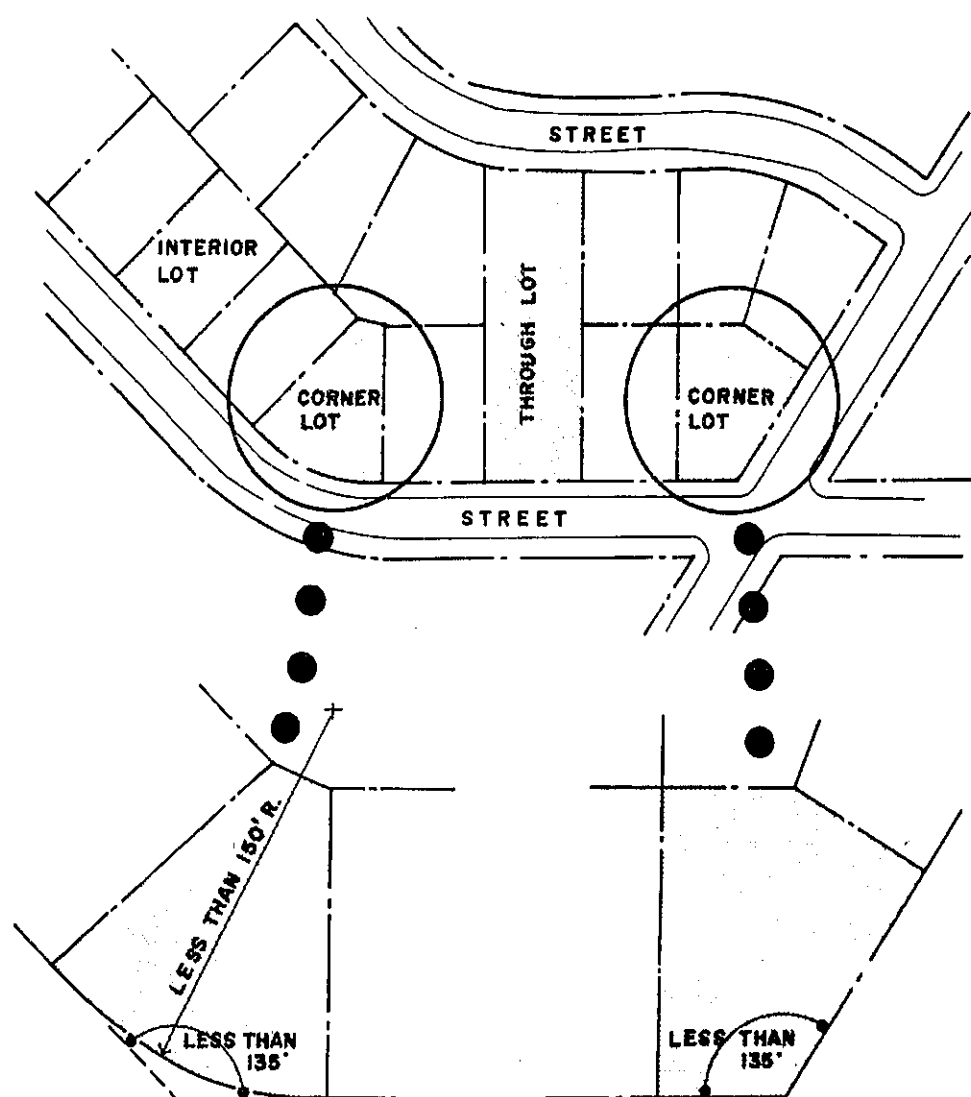 STREET
INTERIOR
LOT
THROUGH LOT
CORNER
LOT
CORNER
LOT
STREET
LESS THAN 150' R.
LESS THAN
135°
LESS THAN
135°